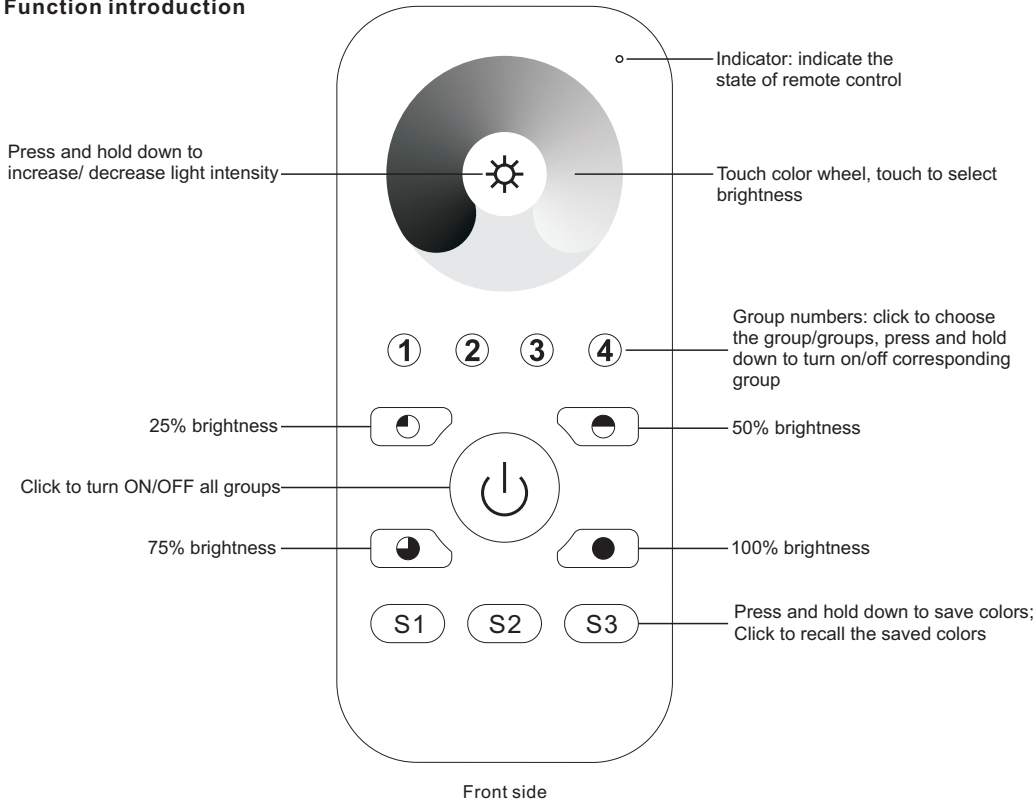 Function introduction
Indicator: indicate the
state of remote control
Press and hold down to
increase/ decrease light intensity
Touch color wheel, touch to select
brightness
Group numbers: click to choose
the group/groups, press and hold
down to turn on/off corresponding
group
1 2 3 4
25% brightness
50% brightness
Click to turn ON/OFF all groups
75% brightness
100% brightness
S1 S2 S3
Press and hold down to save colors;
Click to recall the saved colors
Front side